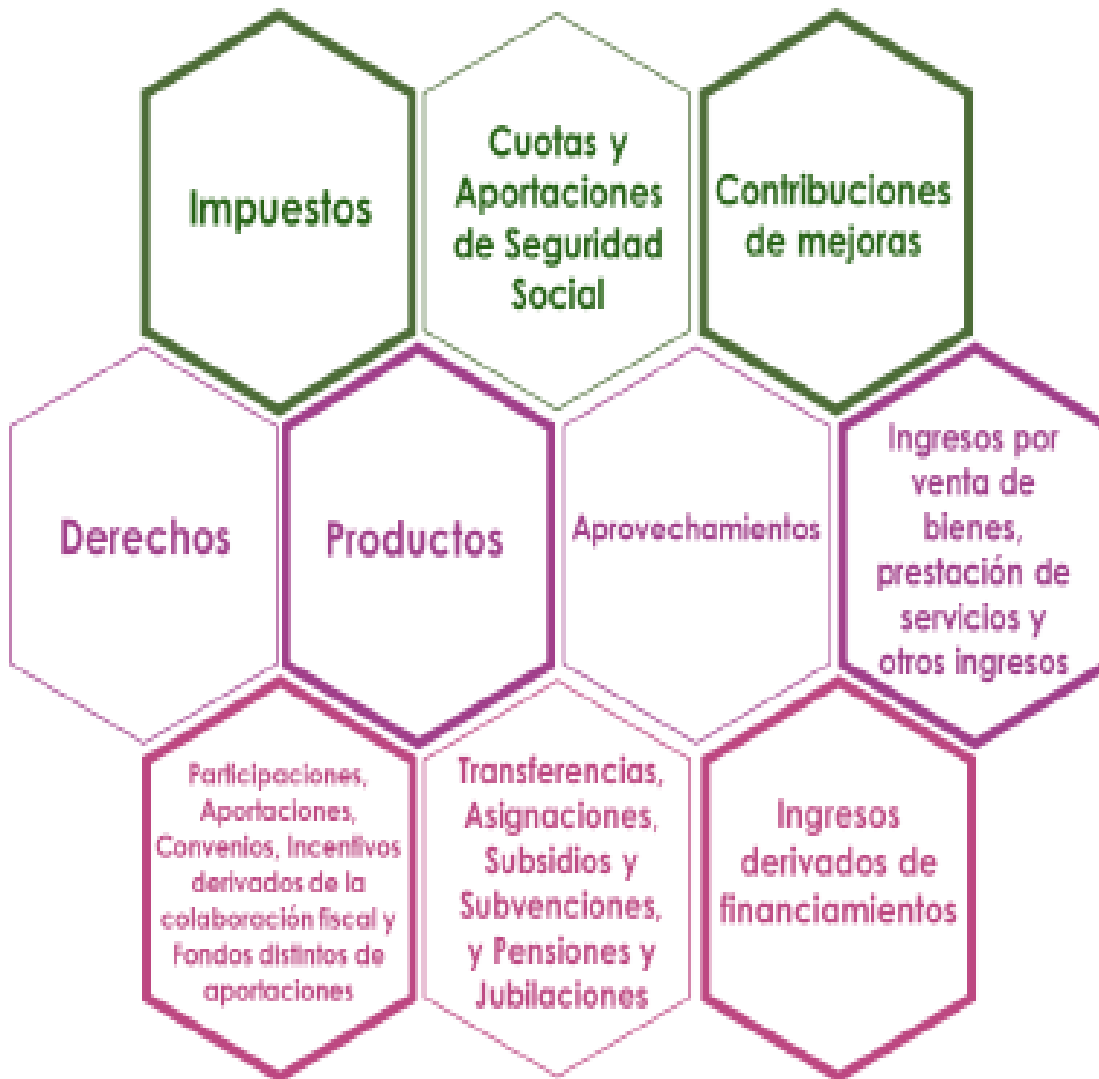 Impuestos
Cuotas y
Aportaciones
de Seguridad
Social
Contribuciones
de mejoras
Derechos
Productos
Aprovechamientos
Ingresos por
venta de
bienes,
prestación de
servicios y
otros ingresos
Participaciones,
Aportaciones,
Convenios, Incentivos
derivados de la
colaboración fiscal y
Fondos distintos de
aportaciones
Transferencias,
Asignaciones,
Subsidios y
Subvenciones,
y Pensiones y
Jubilaciones
Ingresos
derivados de
financiamientos